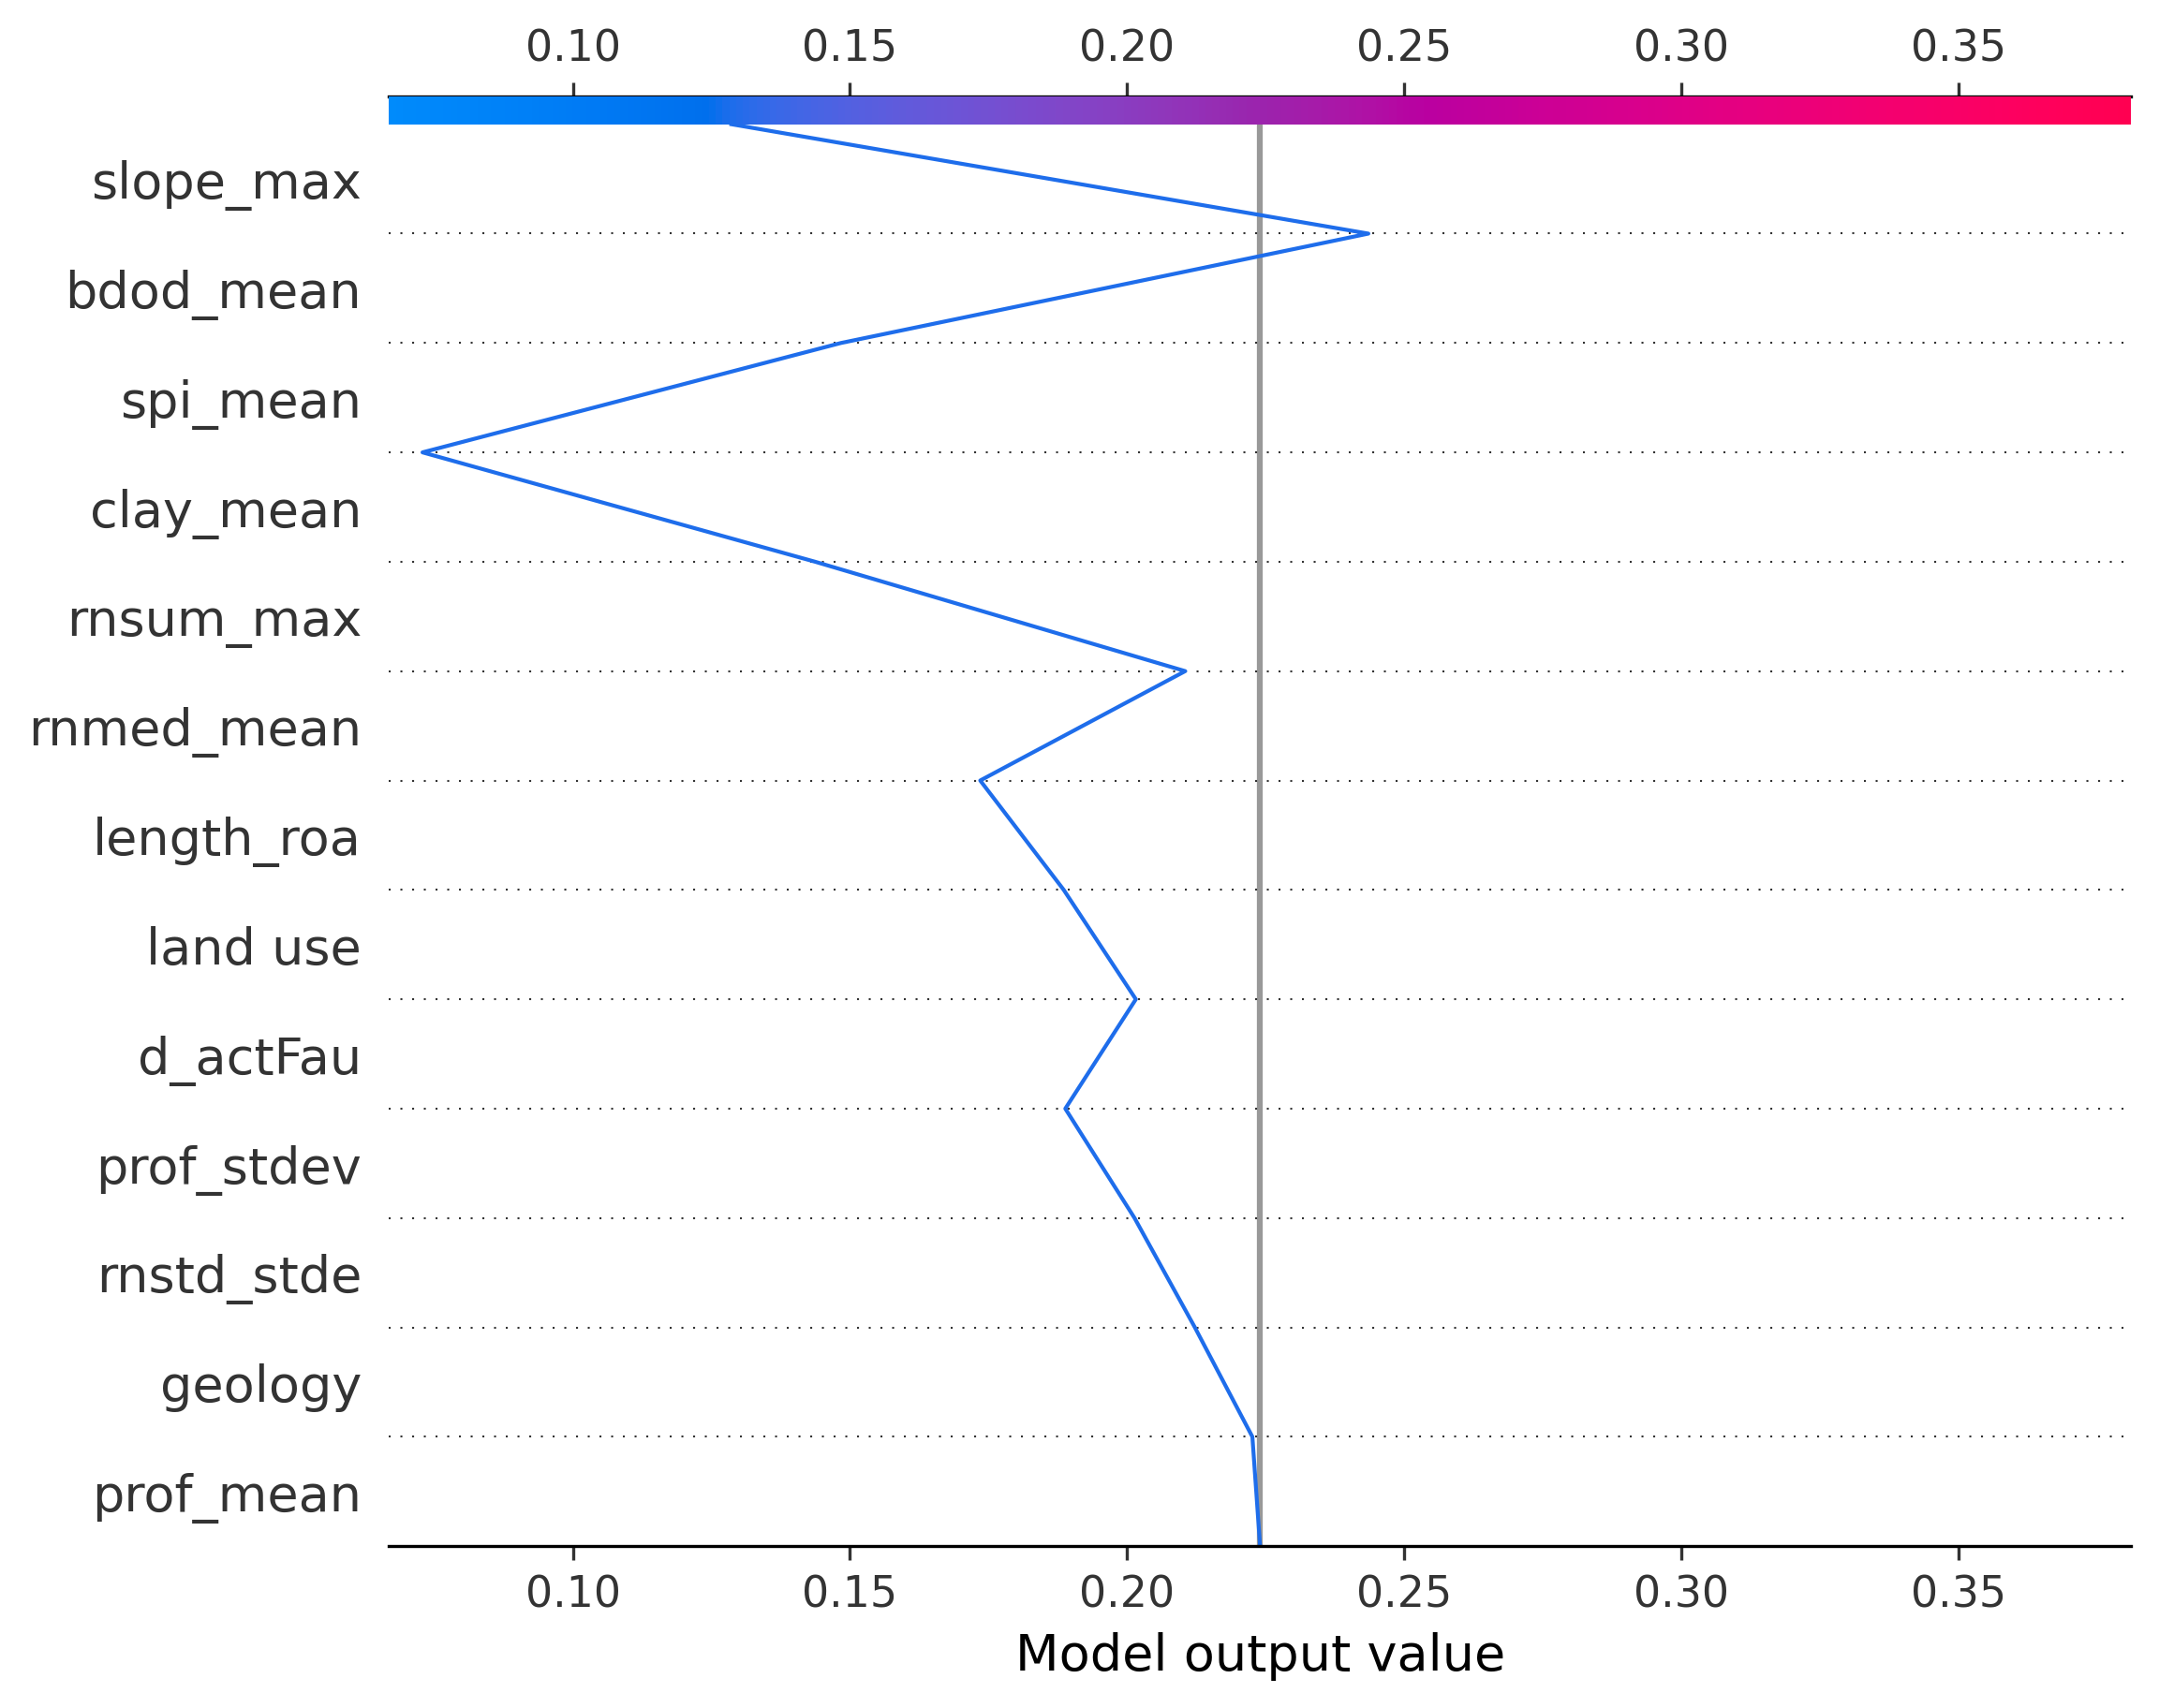 0.10 0.15 0.20 0.25 0.30 0.35
slope_max
bdod_mean
spi_mean
clay_mean
rnsum_max
rnmed_mean
length_roa
land use
d_actFau
prof_stdev
rnstd_stde
geology
prof_mean
0.10 0.15 0.20 0.25 0.30 0.35
Model output value